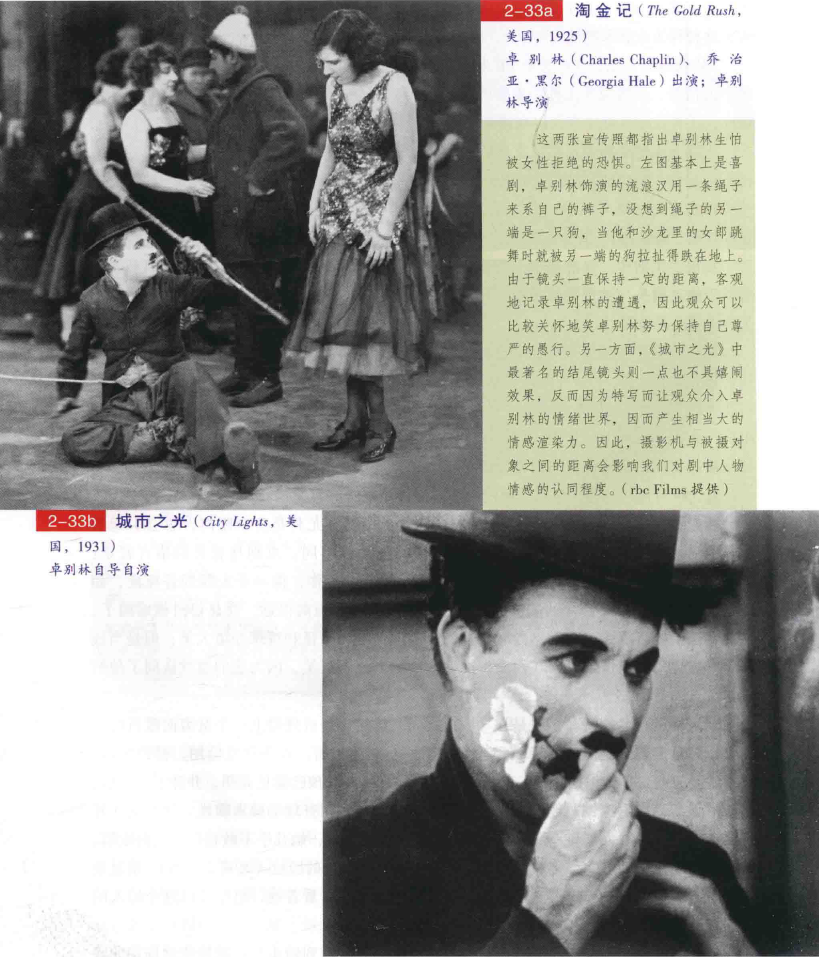 2-33a 淘金记（The Gold Rush，
美国，1925）
卓别林（Charles Chaplin）、乔治
亚·黑尔（Georgia Hale）出演；卓别
林导演
这两张宣传照都指出卓别林生怕
被女性拒绝的恐惧。左图基本上是喜
剧，卓别林饰演的流浪汉用一条绳子
来系自己的裤子，没想到绳子的另一
端是一只狗，当他和沙龙里的女郎跳
舞时就被另一端的狗拉扯得跌在地上。
由于镜头一直保持一定的距离，客观
地记录卓别林的遭遇，因此观众可以
比较关怀地笑卓别林努力保持自己尊
严的愚行。另一方面，《城市之光》中
最著名的结尾镜头则一点也不具嬉闹
效果，反而因为特写而让观众介入卓
别林的情绪世界，因而产生相当大的
情感渲染力。因此，摄影机与被摄对
象之间的距离会影响我们对剧中人物
情感的认同程度。（rbc Films 提供）
2-33b 城市之光（City Lights，美
国，1931）
卓别林自导自演